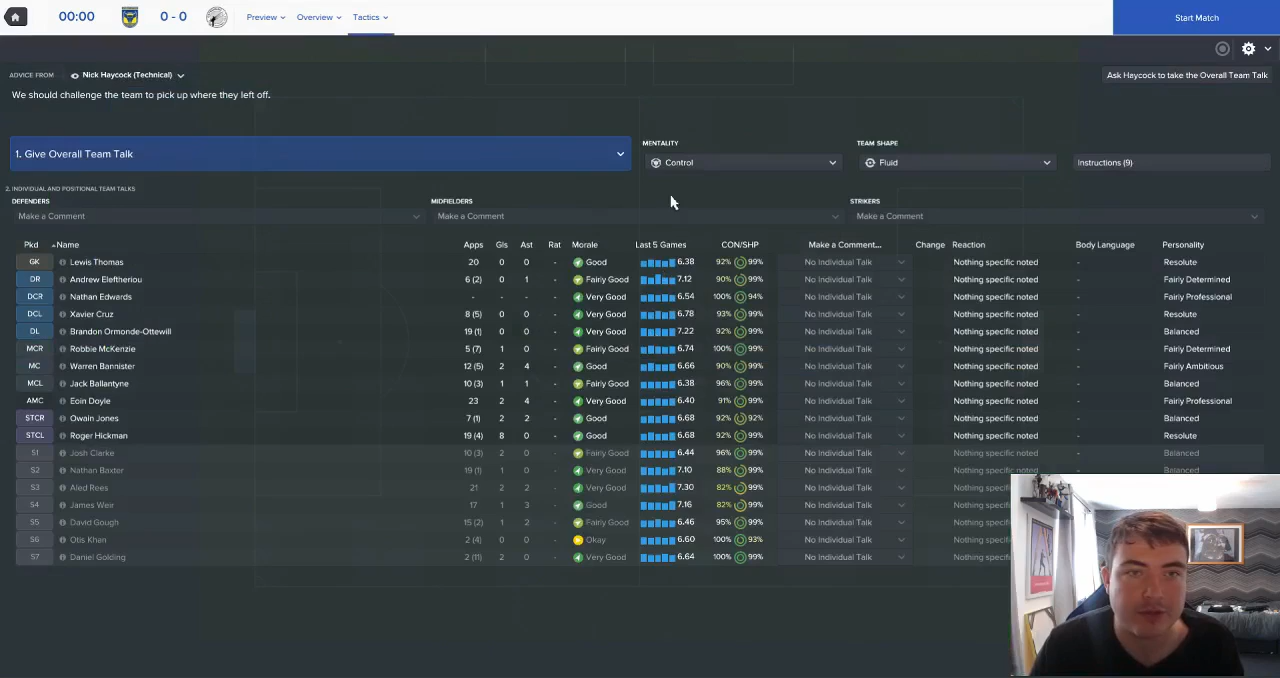 00:00 0 - 0 Preview Overview Tactics Start Match
ADVICE FROM Nick Haycock (Technical) Ask Haycock to take the Overall Team Talk
We should challenge the team to pick up where they left off.
MENTALITY TEAM SHAPE
1. Give Overall Team Talk Control Fluid Instructions (9)
2. INDIVIDUAL AND POSITIONAL TEAM TALKS
DEFENDERS MIDFIELDERS STRIKERS
Make a Comment Make a Comment Make a Comment
Pkd Name Apps Gls Ast Rat Morale Last 5 Games CON/SHP Make a Comment... Change Reaction Body Language Personality
GK Lewis Thomas 20 0 0 - Good 6.38 92% 99% No Individual Talk Nothing specific noted - Resolute
DR Andrew Eleftheriou 6 (2) 0 1 - Fairly Good 7.12 90% 99% No Individual Talk Nothing specific noted - Fairly Determined
DCR Nathan Edwards - - - - Very Good 6.54 100% 94% No Individual Talk Nothing specific noted - Fairly Professional
DCL Xavier Cruz 8 (5) 0 0 - Very Good 6.78 93% 99% No Individual Talk Nothing specific noted - Resolute
DL Brandon Ormonde-Ottewill 19 (1) 0 0 - Very Good 7.22 92% 99% No Individual Talk Nothing specific noted - Balanced
MCR Robbie McKenzie 5 (7) 1 0 - Fairly Good 6.74 100% 99% No Individual Talk Nothing specific noted - Fairly Determined
MC Warren Bannister 12 (5) 2 4 - Good 6.66 90% 99% No Individual Talk Nothing specific noted - Fairly Ambitious
MCL Jack Ballantyne 10 (3) 1 1 - Fairly Good 6.38 96% 99% No Individual Talk Nothing specific noted - Balanced
AMC Eoin Doyle 23 2 4 - Very Good 6.40 91% 99% No Individual Talk Nothing specific noted - Fairly Professional
STCR Owain Jones 7 (1) 2 2 - Good 6.68 92% 92% No Individual Talk Nothing specific noted - Balanced
STCL Roger Hickman 19 (4) 8 0 - Good 6.68 92% 99% No Individual Talk Nothing specific noted - Resolute
S1 Josh Clarke 10 (3) 2 0 - Fairly Good 6.44 96% 99% No Individual Talk Nothing specific noted - Balanced
S2 Nathan Baxter 19 (1) 1 0 - Very Good 7.10 88% 99% No Individual Talk Nothing specific noted - Balanced
S3 Aled Rees 21 2 2 - Very Good 7.30 82% 99% No Individual Talk Nothing specifi
S4 James Weir 17 1 3 - Good 7.16 82% 99% No Individual Talk Nothing specifi
S5 David Gough 15 (2) 1 2 - Fairly Good 6.46 95% 99% No Individual Talk Nothing specifi
S6 Otis Khan 2 (4) 0 0 - Okay 6.60 100% 93% No Individual Talk Nothing specifi
S7 Daniel Golding 2 (11) 2 0 - Very Good 6.64 100% 99% No Individual Talk Nothing specifi